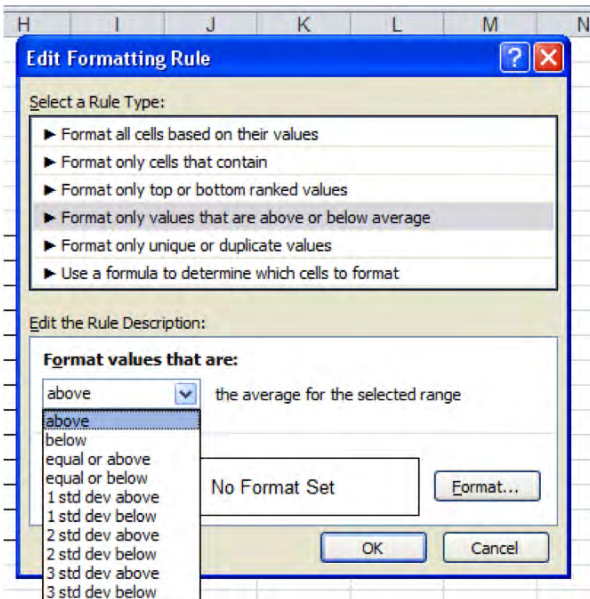 H I J K L M N
Edit Formatting Rule ?
Select a Rule Type:
► Format all cells based on their values
► Format only cells that contain
► Format only top or bottom ranked values
► Format only values that are above or below average
► Format only unique or duplicate values
► Use a formula to determine which cells to format
Edit the Rule Description:
Format values that are:
above the average for the selected range
above
below
equal or above
equal or below
1 std dev above
1 std dev below
2 std dev above
2 std dev below
3 std dev above
3 std dev below
No Format Set Format...
OK Cancel